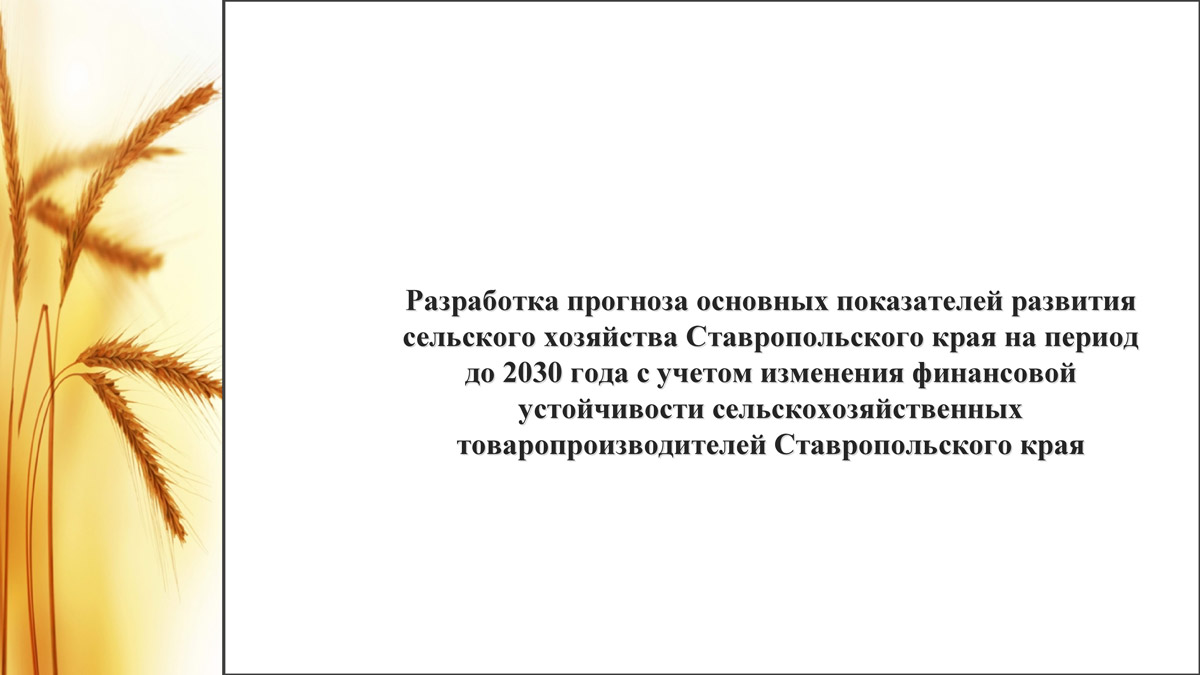 Разработка прогноза основных показателей развития
сельского хозяйства Ставропольского края на период
до 2030 года с учетом изменения финансовой
устойчивости сельскохозяйственных
товаропроизводителей Ставропольского края